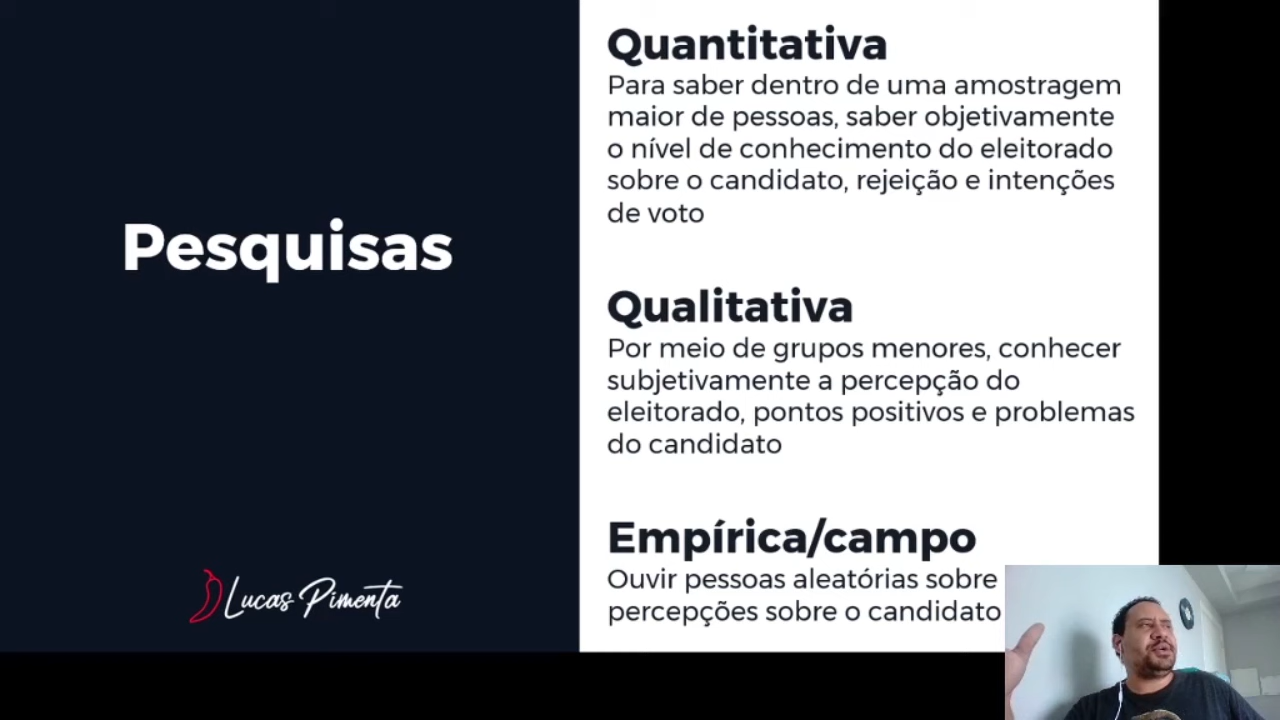 Pesquisas
Lucas Pimenta
Quantitativa
Para saber dentro de uma amostragem
maior de pessoas, saber objetivamente
o nível de conhecimento do eleitorado
sobre o candidato, rejeição e intenções
de voto
Qualitativa
Por meio de grupos menores, conhecer
subjetivamente a percepção do
eleitorado, pontos positivos e problemas
do candidato
Empírica/campo
Ouvir pessoas aleatórias sobre
percepções sobre o candidato